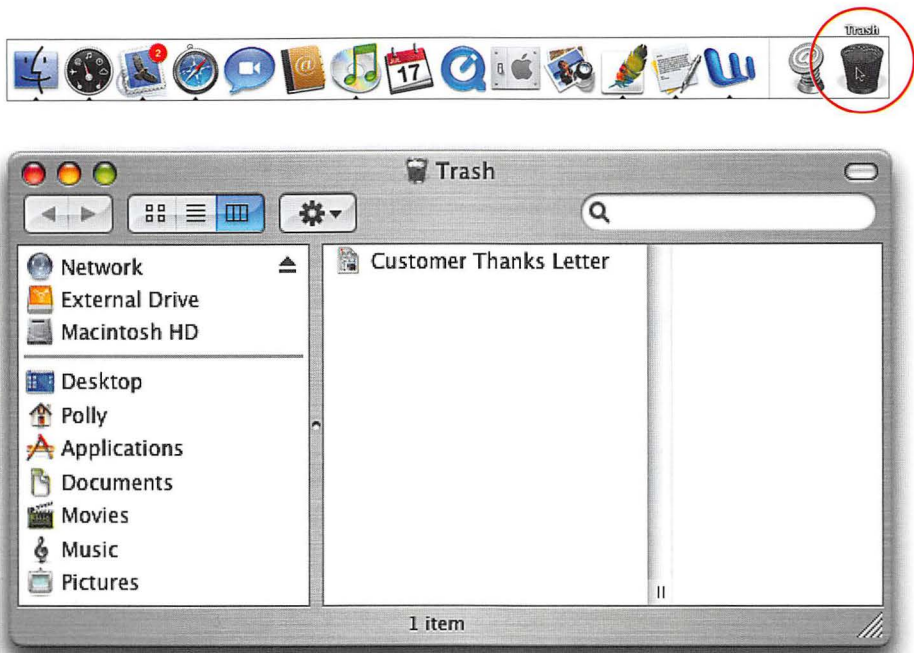 Trash
2
JUL
17
Trash
Network
External Drive
Macintosh HD
Desktop
Polly
Applications
Documents
Movies
Music
Pictures
Customer Thanks Letter
1 item